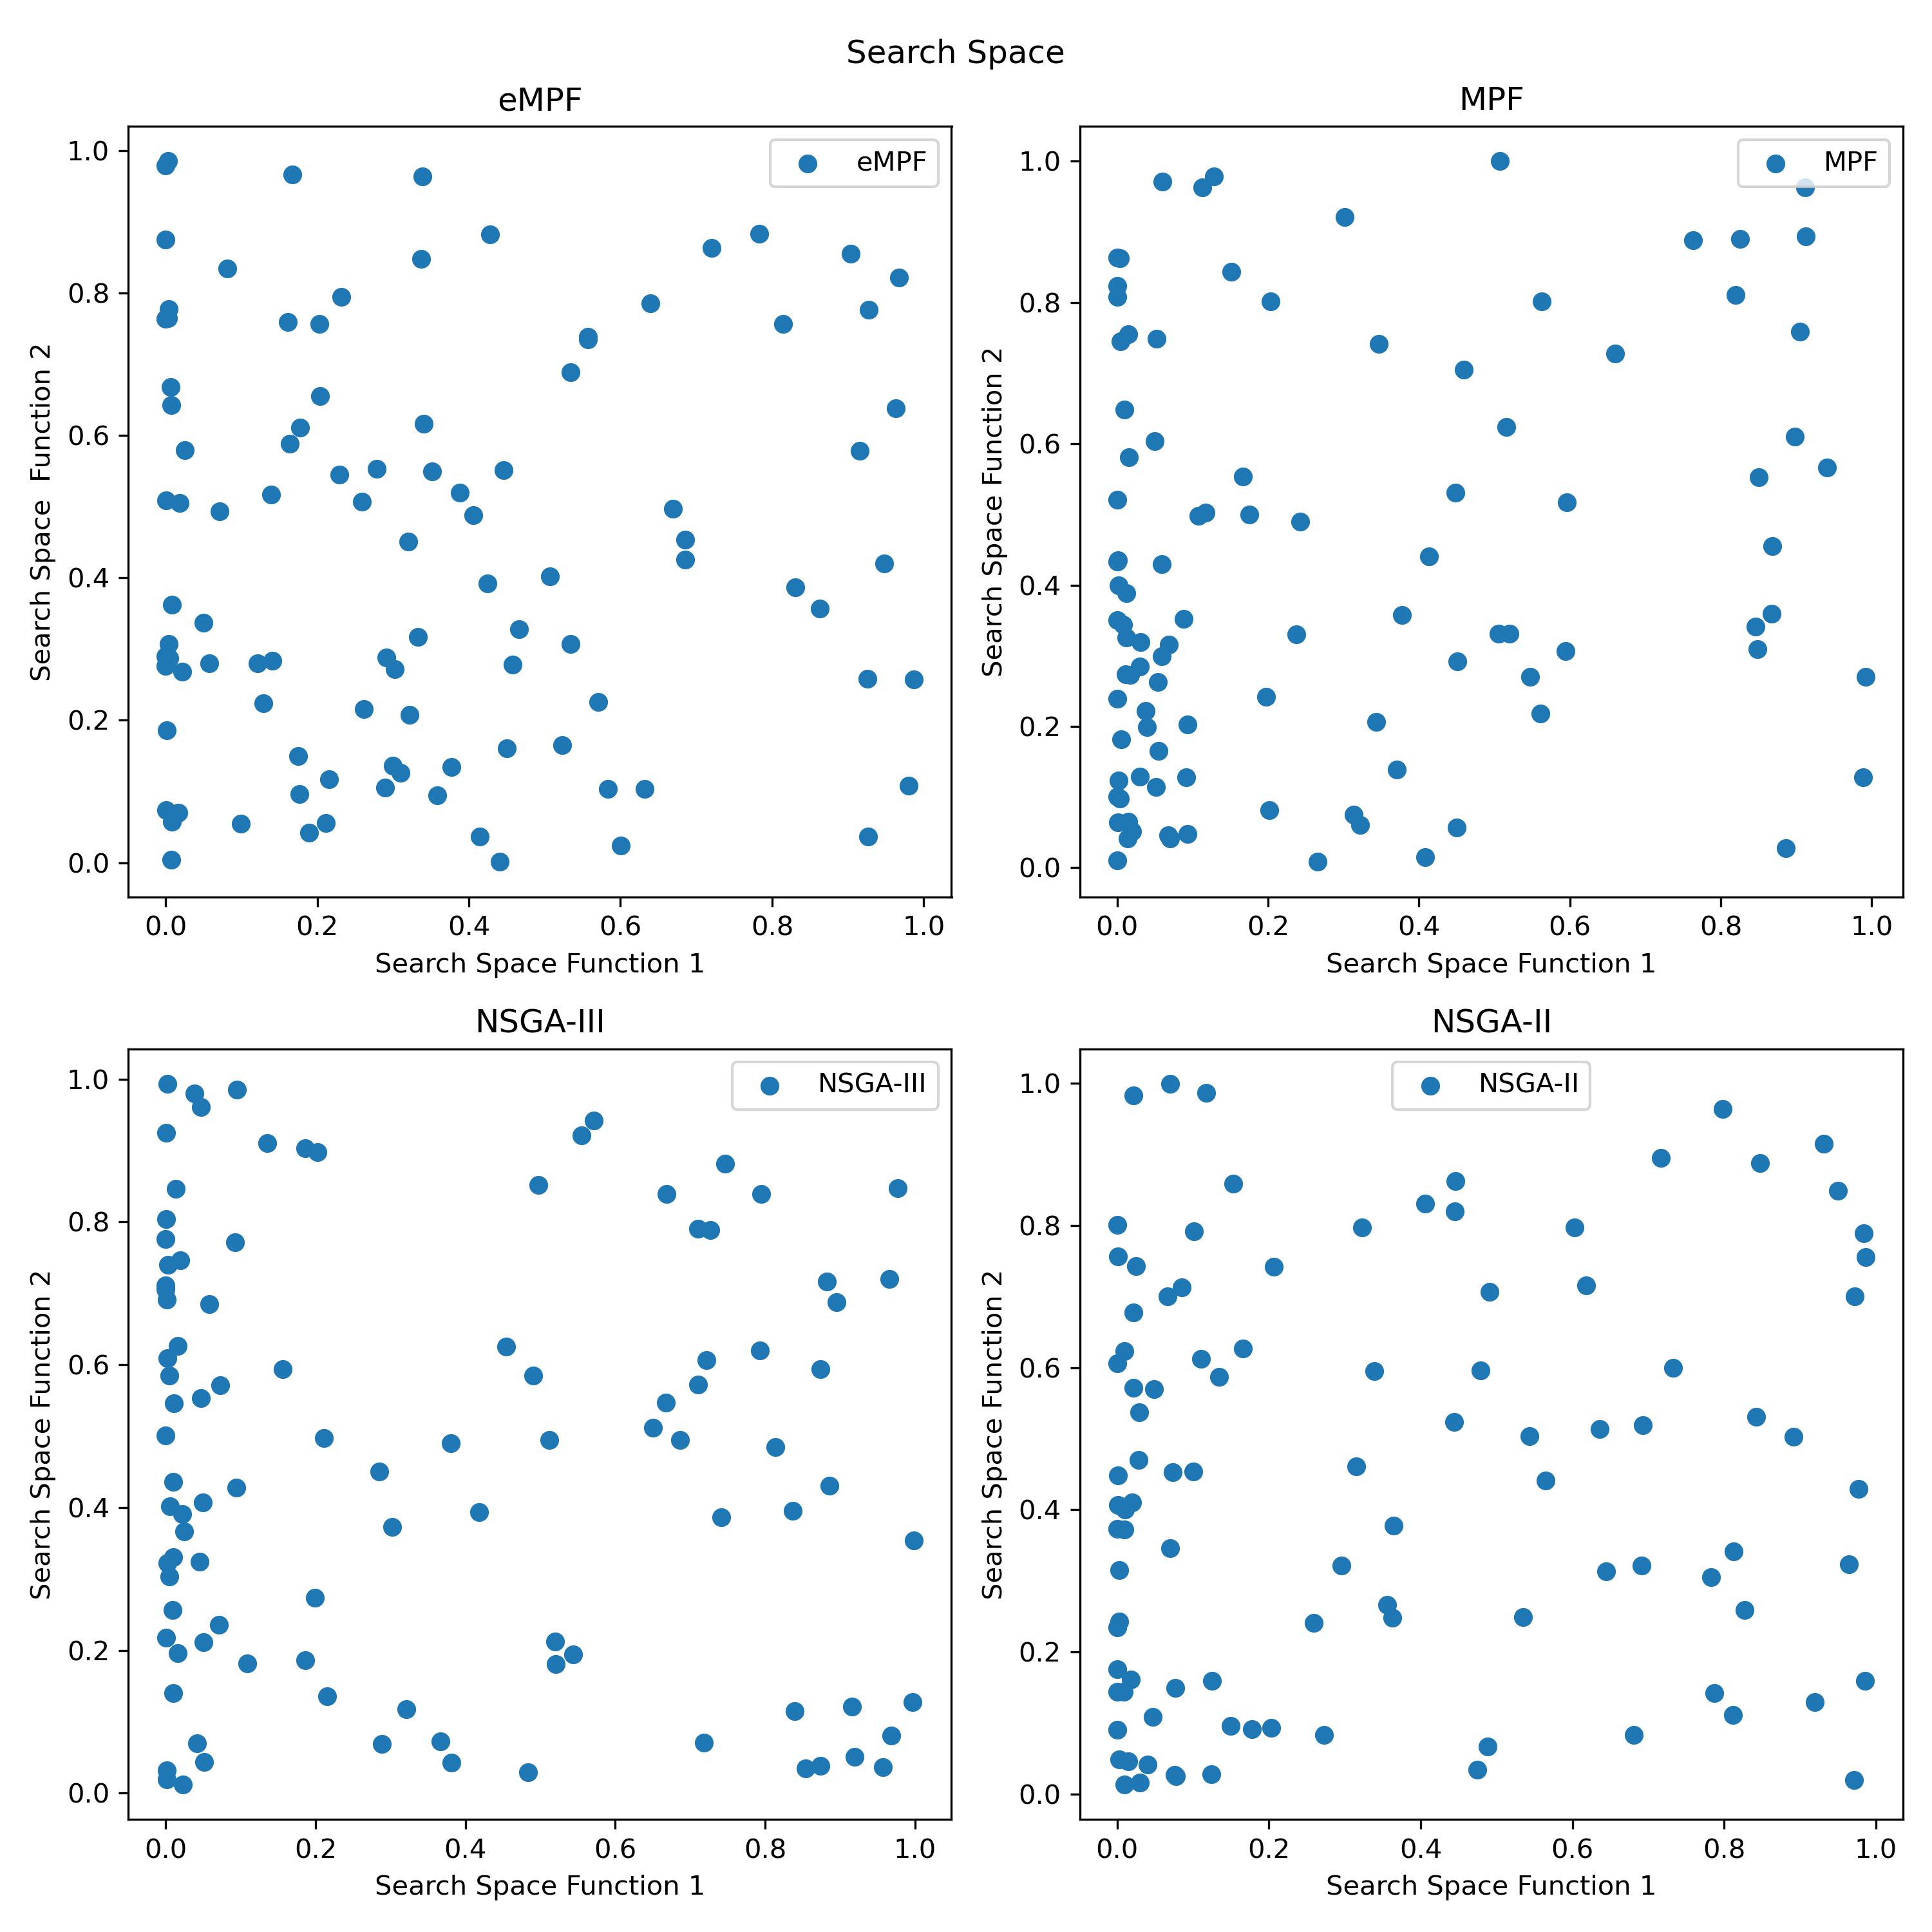 Search Space
eMPF
eMPF
1.0
0.8
0.6
0.4
0.2
0.0
Search Space  Function 2
0.0 0.2 0.4 0.6 0.8 1.0
Search Space Function 1
MPF
MPF
1.0
0.8
0.6
0.4
0.2
0.0
Search Space Function 2
0.0 0.2 0.4 0.6 0.8 1.0
Search Space Function 1
NSGA-III
NSGA-III
1.0
0.8
0.6
0.4
0.2
0.0
Search Space Function 2
0.0 0.2 0.4 0.6 0.8 1.0
Search Space Function 1
NSGA-II
NSGA-II
1.0
0.8
0.6
0.4
0.2
0.0
Search Space Function 2
0.0 0.2 0.4 0.6 0.8 1.0
Search Space Function 1